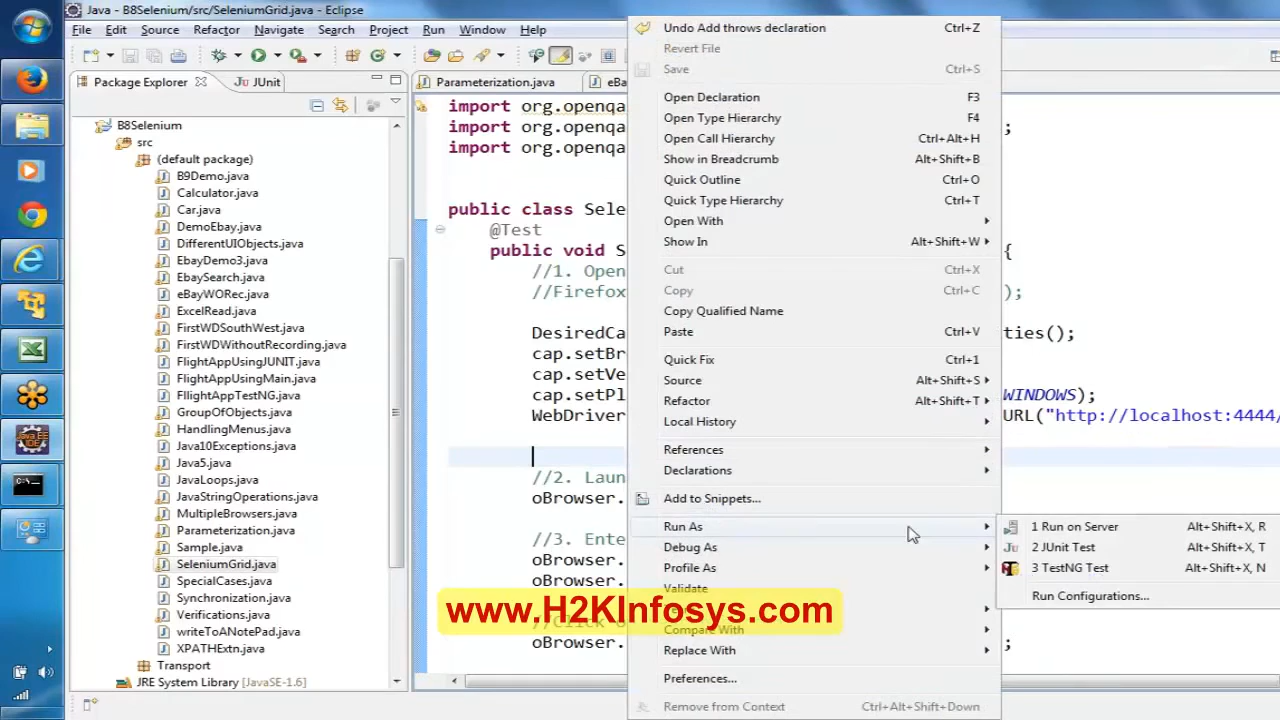 Java - B8Selenium/src/SeleniumGrid.java - Eclipse
File Edit Source Refactor Navigate Search Project Run Window Help
Package Explorer
JUnit
B8Selenium
src
(default package)
B9Demo.java
Calculator.java
Car.java
DemoEbay.java
DifferentUIObjects.java
EbayDemo3.java
EbaySearch.java
eBayWORec.java
ExcelRead.java
FirstWDSouthWest.java
FirstWDWithoutRecording.java
FlightAppUsingJUNIT.java
FlightAppUsingMain.java
FllightAppTestNG.java
GroupOfObjects.java
HandlingMenus.java
Java10Exceptions.java
Java5.java
JavaLoops.java
JavaStringOperations.java
MultipleBrowsers.java
Parameterization.java
Sample.java
SeleniumGrid.java
SpecialCases.java
Synchronization.java
Verifications.java
writeToANotePad.java
XPATHExtn.java
Transport
JRE System Library [JavaSE-1.6]
Parameterization.java
eBa
import org.openqa
import org.openqa ;
import org.openqa
public class Sele
@Test
public void S {
//1. Open
//Firefox );
DesiredCa ties();
cap.setBr
cap.setVe
cap.setPl WINDOWS);
WebDriver URL("http://localhost:4444/
//2. Laun
oBrowser.
//3. Ente
oBrowser.
oBrowser.
//Click
oBrowser. ;
Undo Add throws declaration Ctrl+Z
Revert File
Save Ctrl+S
Open Declaration F3
Open Type Hierarchy F4
Open Call Hierarchy Ctrl+Alt+H
Show in Breadcrumb Alt+Shift+B
Quick Outline Ctrl+O
Quick Type Hierarchy Ctrl+T
Open With
Show In Alt+Shift+W
Cut Ctrl+X
Copy Ctrl+C
Copy Qualified Name
Paste Ctrl+V
Quick Fix Ctrl+1
Source Alt+Shift+S
Refactor Alt+Shift+T
Local History
References
Declarations
Add to Snippets...
Run As
Debug As
Profile As
Validate
Compare With
Replace With
Preferences...
Remove from Context Ctrl+Alt+Shift+Down
1 Run on Server Alt+Shift+X, R
2 JUnit Test Alt+Shift+X, T
3 TestNG Test Alt+Shift+X, N
Run Configurations...
www.H2KInfosys.com